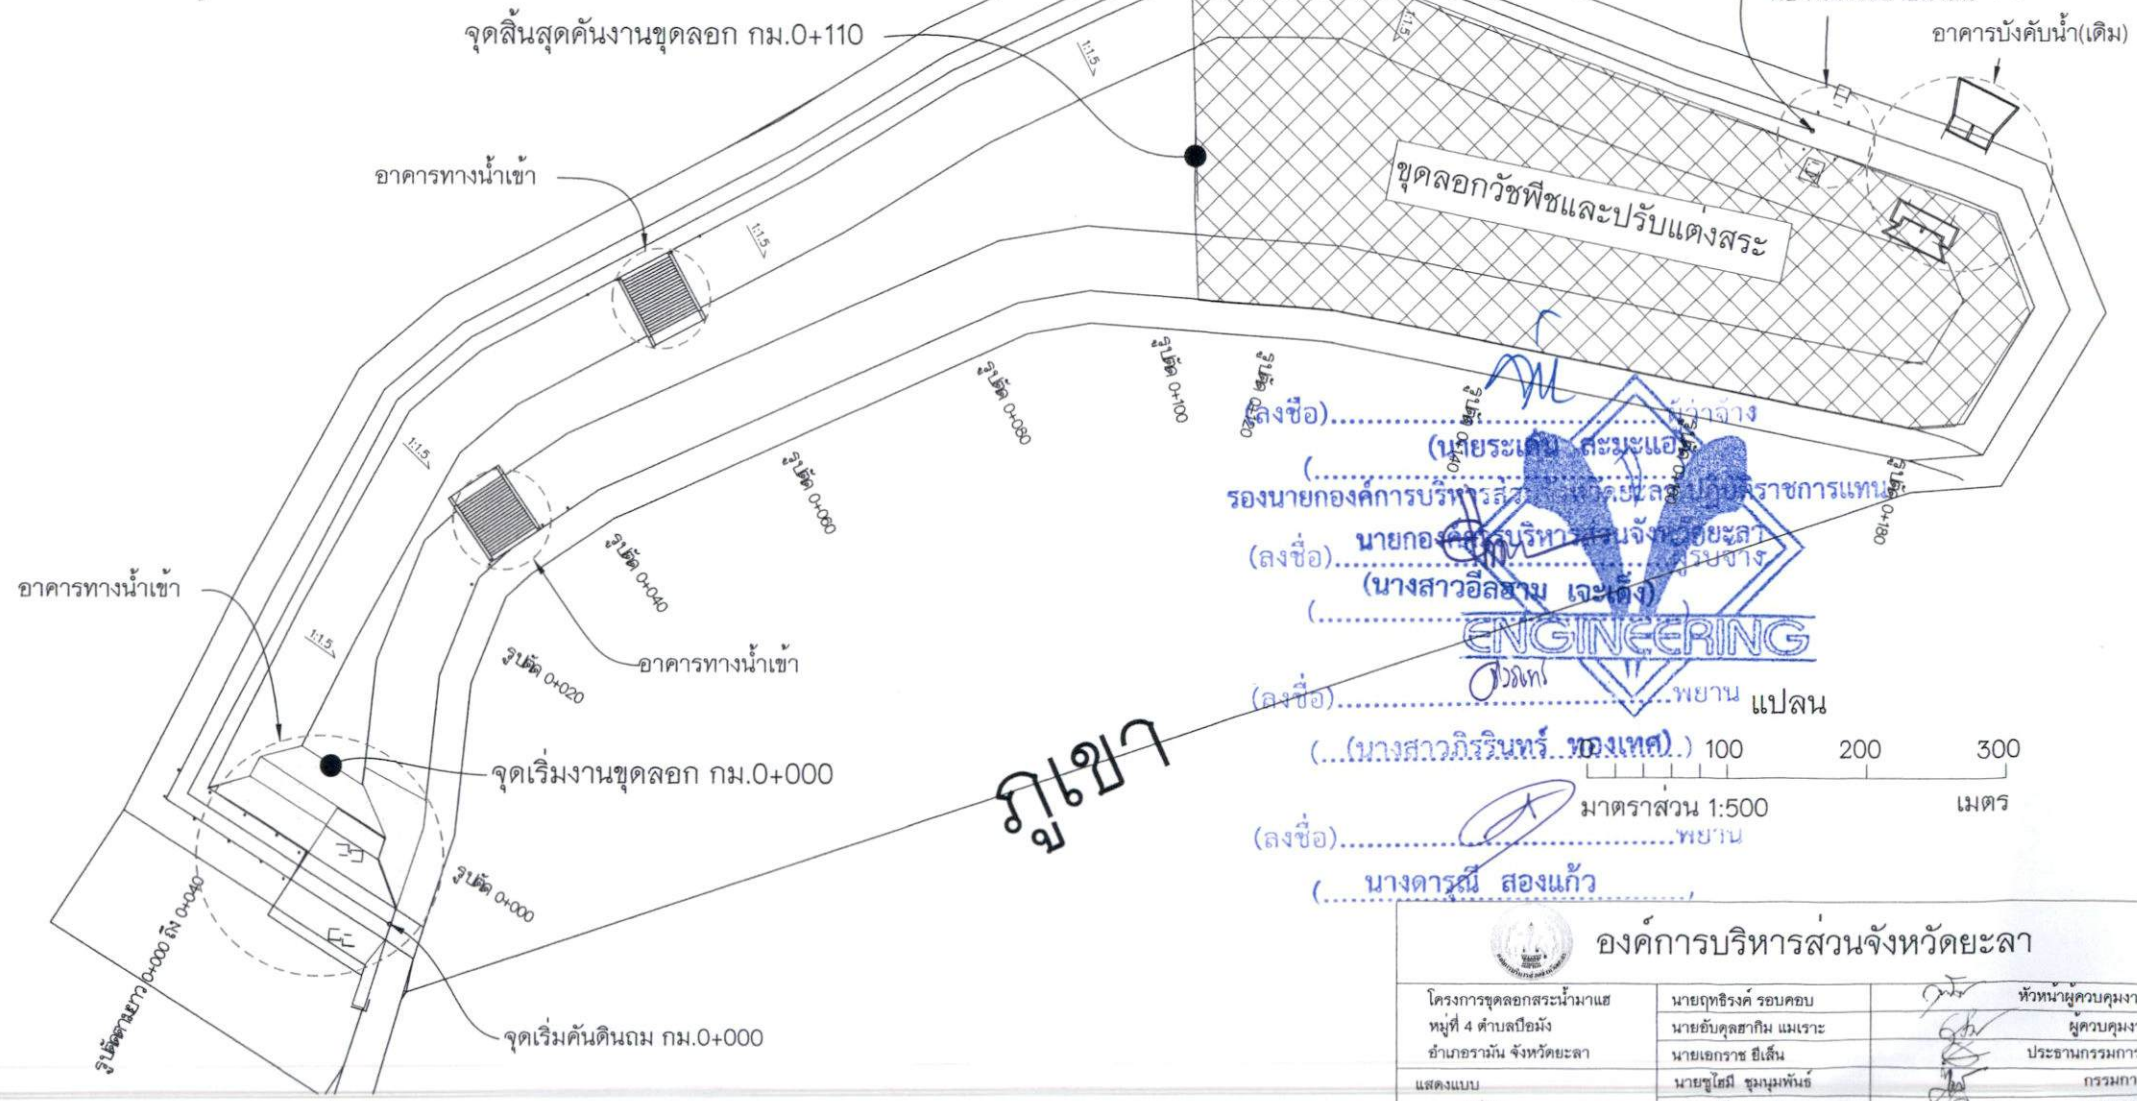 จุดสิ้นสุดคันงานขุดลอก กม.0+110
อาคารบังคับน้ำ(เดิม)
1:1.5
1:1.5
อาคารทางน้ำเข้า
ขุดลอกวัชพืชและปรับแต่งสระ
1:1.5
รูปตัด 0+100
รูปตัด 0+120
รูปตัด 0+080
รูปตัด 0+140
(ลงชื่อ)
ผู้ว่าจ้าง
1:1.5
รูปตัด 0+060
รองนายกองค์การบริหารส่วนจังหวัดยะลา ปฏิบัติราชการแทน
รูปตัด 0+180
นายกองค์การบริหารส่วนจังหวัดยะลา
(ลงชื่อ)
ผู้รับจ้าง
รูปตัด 0+040
(นางสาวอีลฮาม เจะเด็ง)
อาคารทางน้ำเข้า
ENGINEERING
1:1.5
อาคารทางน้ำเข้า
รูปตัด 0+020
(ลงชื่อ)
พยาน
แปลน
ภูเขา
(นางสาวภิรรินทร์ ทองเทศ)
0 100 200 300
จุดเริ่มงานขุดลอก กม.0+000
มาตราส่วน 1:500
เมตร
(ลงชื่อ)
พยาน
นางดารุณี สองแก้ว
รูปตัด 0+000
รูปตัดตามยาว 0+000 ถึง 0+040
จุดเริ่มคันดินถม กม.0+000
องค์การบริหารส่วนจังหวัดยะลา
โครงการขุดลอกสระน้ำมาแฮ
หมู่ที่ 4 ตำบลบือมัง
อำเภอรามัน จังหวัดยะลา
แสดงแบบ
นายฤทธิรงค์ รอบคอบ
หัวหน้าผู้ควบคุมงา
นายอับดุลฮากิม แมเราะ
ผู้ควบคุมง
นายเอกราช ยีเส็น
ประธานกรรมการ
นายซูไฮมี ชุมนุมพันธ์
กรรมกา